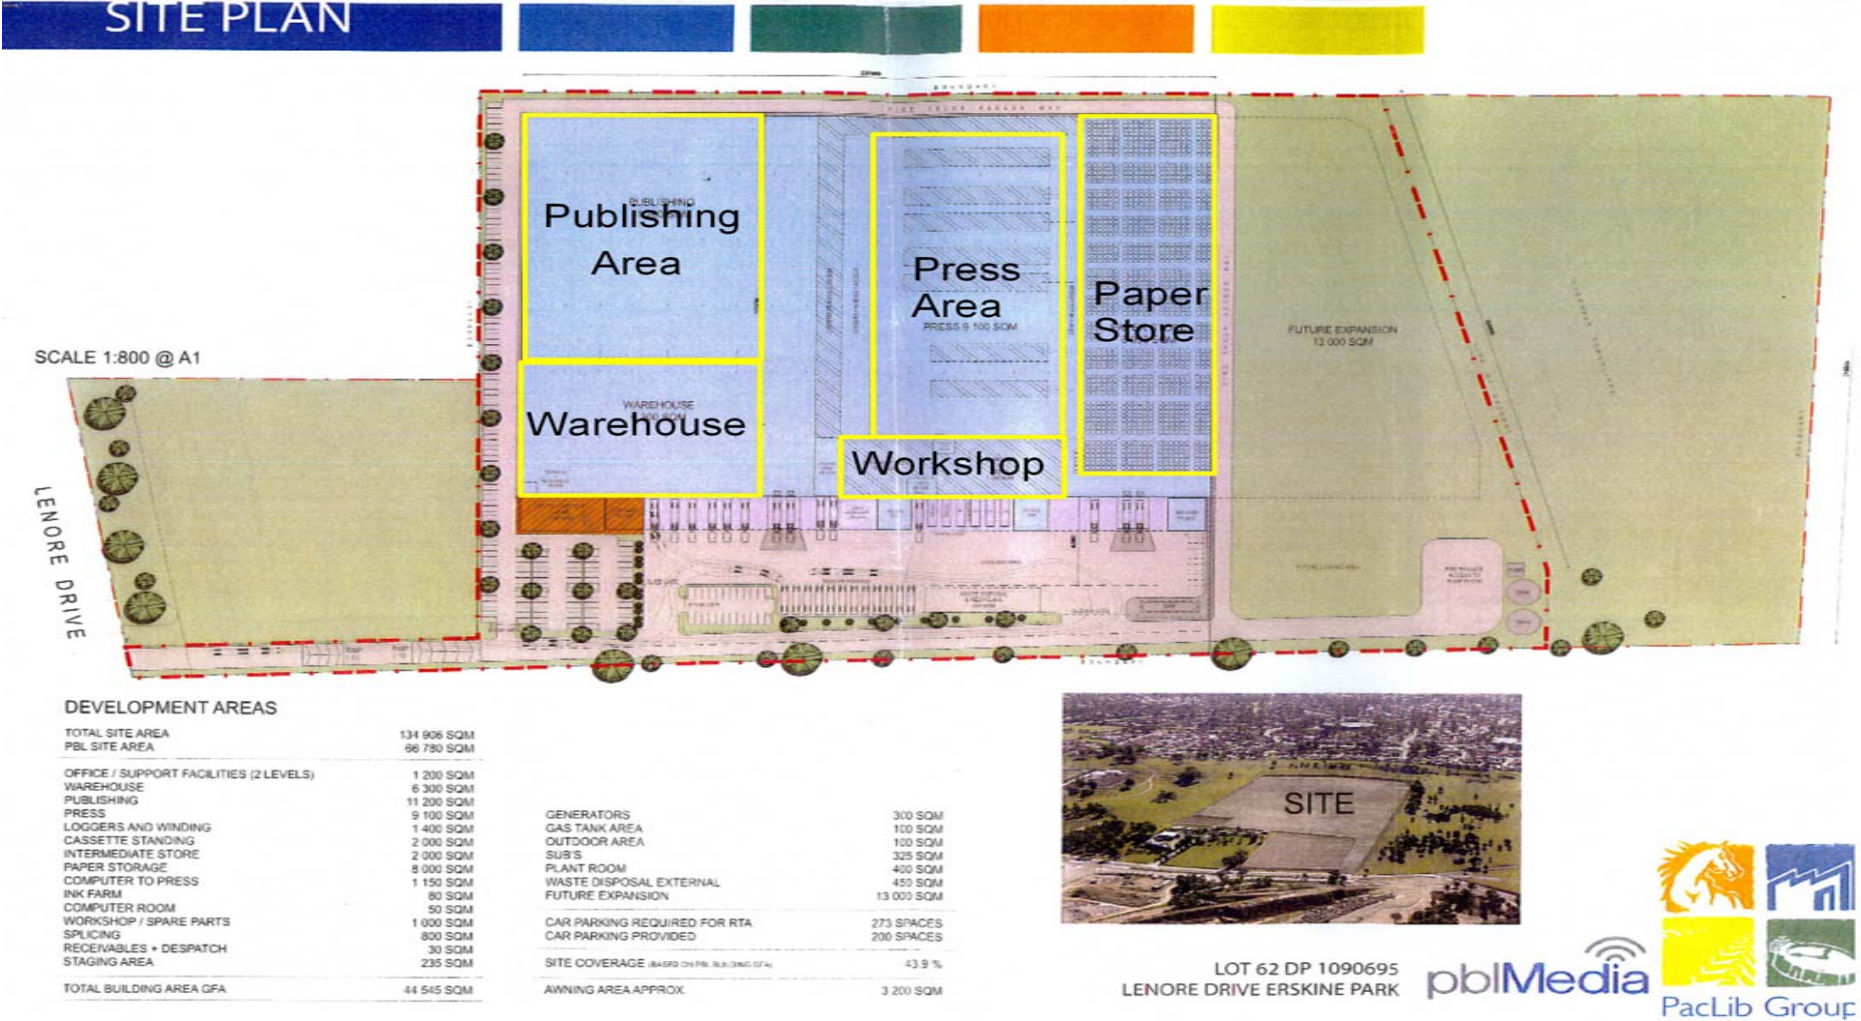 SITE PLAN
BOUNDARY
Publishing
Area
Press
Area
PRESS 9 100 SQM
Paper
Store
FUTURE EXPANSION
13 000 SQM
SCALE 1:800 @ A1
WAREHOUSE
Warehouse
Workshop
LENORE DRIVE
DEVELOPMENT AREAS
TOTAL SITE AREA 134 906 SQM
PBL SITE AREA 66 780 SQM
OFFICE / SUPPORT FACILITIES (2 LEVELS) 1 200 SQM
WAREHOUSE 6 300 SQM
PUBLISHING 11 200 SQM
PRESS 9 100 SQM
LOGGERS AND WINDING 1 400 SQM
CASSETTE STANDING 2 000 SQM
INTERMEDIATE STORE 2 000 SQM
PAPER STORAGE 8 000 SQM
COMPUTER TO PRESS 1 150 SQM
INK FARM 80 SQM
COMPUTER ROOM 50 SQM
WORKSHOP / SPARE PARTS 1 000 SQM
SPLICING 800 SQM
RECEIVABLES + DESPATCH 30 SQM
STAGING AREA 235 SQM
TOTAL BUILDING AREA GFA 44 545 SQM
GENERATORS 300 SQM
GAS TANK AREA 100 SQM
OUTDOOR AREA 100 SQM
SUB'S 325 SQM
PLANT ROOM 400 SQM
WASTE DISPOSAL EXTERNAL 450 SQM
FUTURE EXPANSION 13 000 SQM
CAR PARKING REQUIRED FOR RTA 273 SPACES
CAR PARKING PROVIDED 200 SPACES
SITE COVERAGE (BASED ON PBL BUILDING GFA) 43.9 %
AWNING AREA APPROX 3 200 SQM
SITE
LOT 62 DP 1090695
LENORE DRIVE ERSKINE PARK
pblMedia
PacLib Group